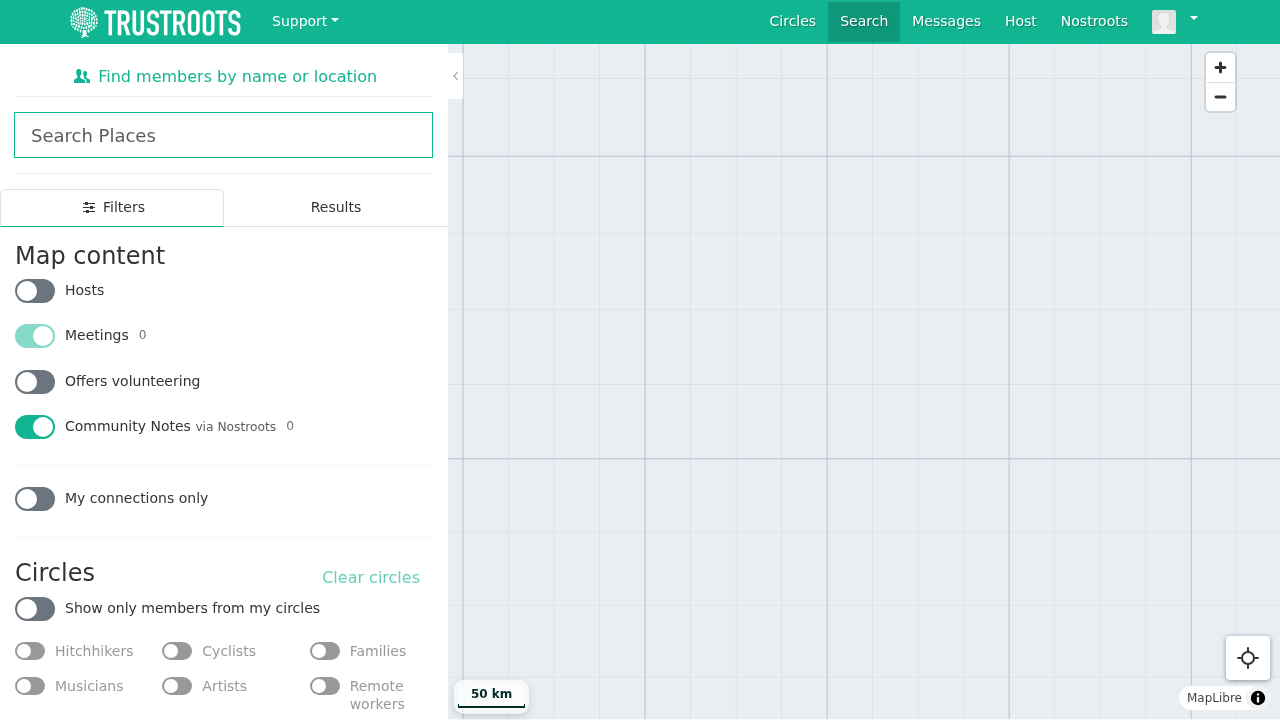 TRUSTROOTS
Support
Circles
Search
Messages
Host
Nostroots
Find members by name or location
Search Places
Filters
Results
Map content
Hosts
Meetings 0
Offers volunteering
Community Notes via Nostroots 0
My connections only
Circles
Clear circles
Show only members from my circles
Hitchhikers
Cyclists
Families
Musicians
Artists
Remote
workers
50 km
MapLibre